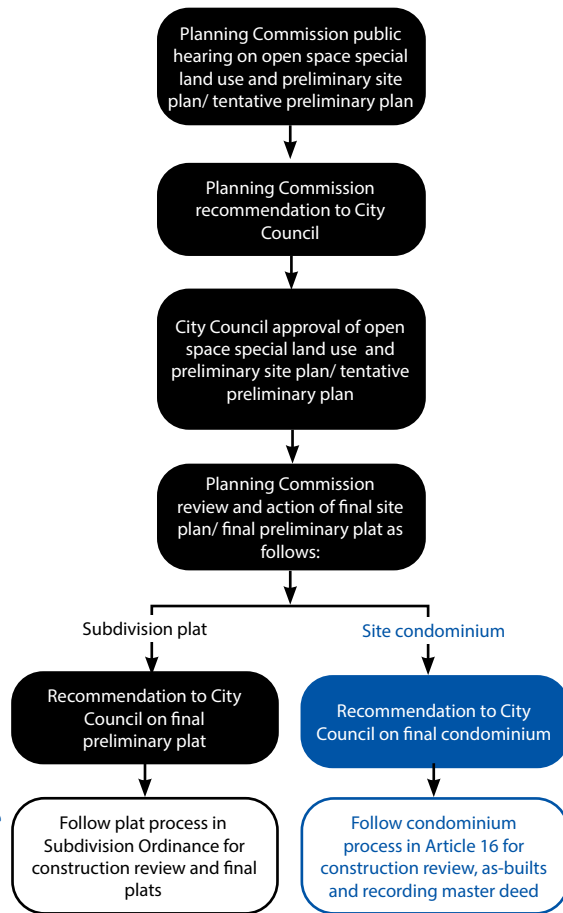 Planning Commission public
hearing on open space special
land use and preliminary site
plan/ tentative preliminary plan
Planning Commission
recommendation to City
Council
City Council approval of open
space special land use and
preliminary site plan/ tentative
preliminary plan
Planning Commission
review and action of final site
plan/ final preliminary plat as
follows:
Subdivision plat
Site condominium
Recommendation to City
Council on final
preliminary plat
Recommendation to City
Council on final condominium
Follow plat process in
Subdivision Ordinance for
construction review and final
plats
Follow condominium
process in Article 16 for
construction review, as-builts
and recording master deed